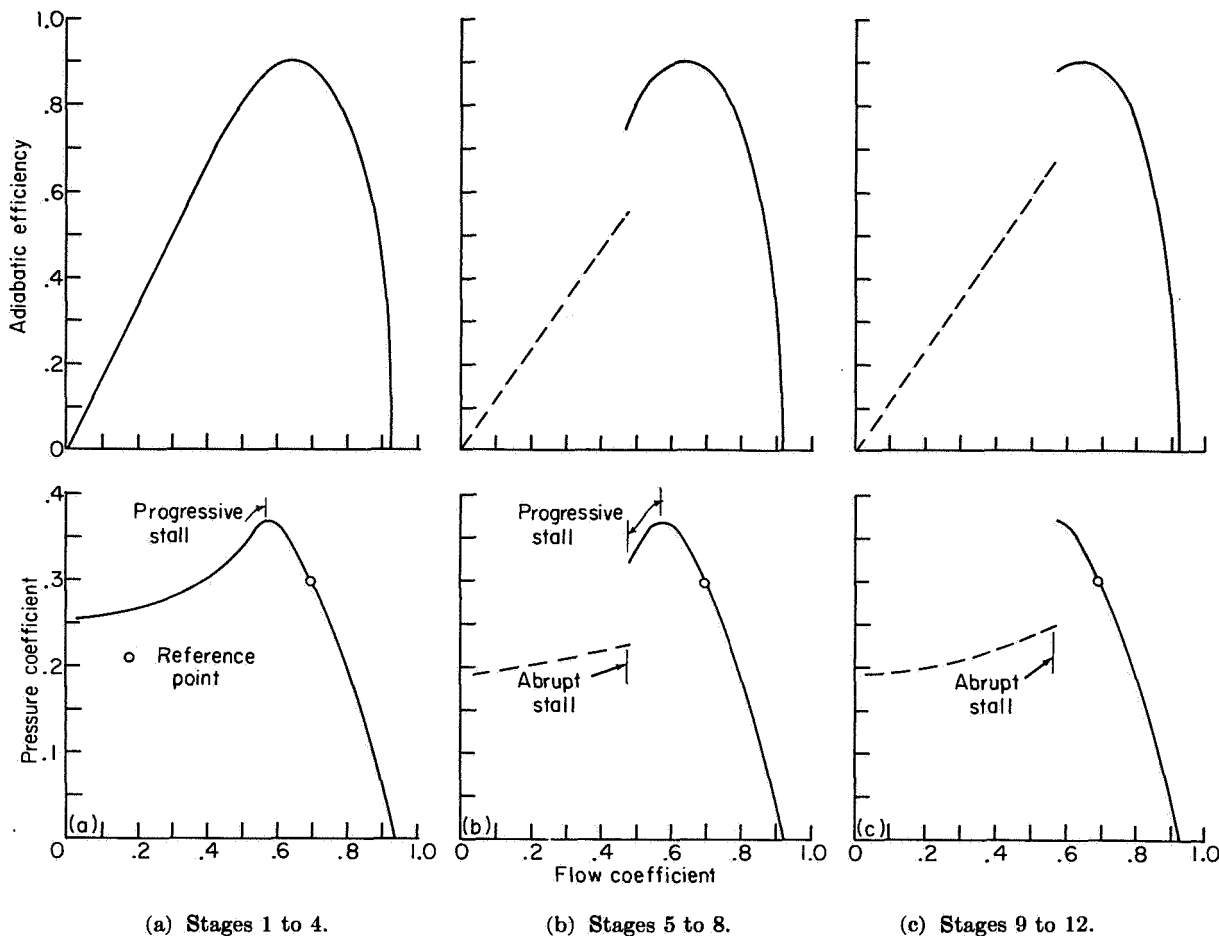 1.0
.8
.6
.4
.2
0
Adiabatic efficiency
.4
.3
.2
.1
Pressure coefficient
Progressive
stall
Reference
point
(a)
0 .2 .4 .6 .8 1.0
Progressive
stall
Abrupt
stall
(b)
0 .2 .4 .6 .8 1.0
Abrupt
stall
(c)
0 .2 .4 .6 .8 1.0
Flow coefficient
(a) Stages 1 to 4.
(b) Stages 5 to 8.
(c) Stages 9 to 12.